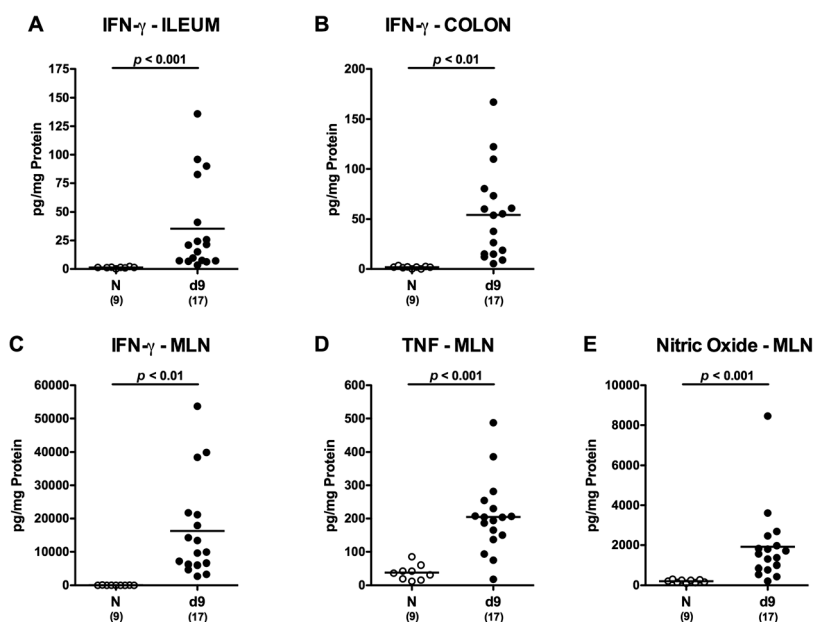 A IFN-γ - ILEUM
p < 0.001
pg/mg Protein
175
150
125
100
75
50
25
0
N d9
(9) (17)
B IFN-γ - COLON
p < 0.01
pg/mg Protein
200
150
100
50
0
N d9
(9) (17)
C IFN-γ - MLN
p < 0.01
pg/mg Protein
60000
50000
40000
30000
20000
10000
0
N d9
(9) (17)
D TNF - MLN
p < 0.001
pg/mg Protein
600
500
400
300
200
100
0
N d9
(9) (17)
E Nitric Oxide - MLN
p < 0.001
pg/mg Protein
10000
8000
6000
4000
2000
0
N d9
(9) (17)